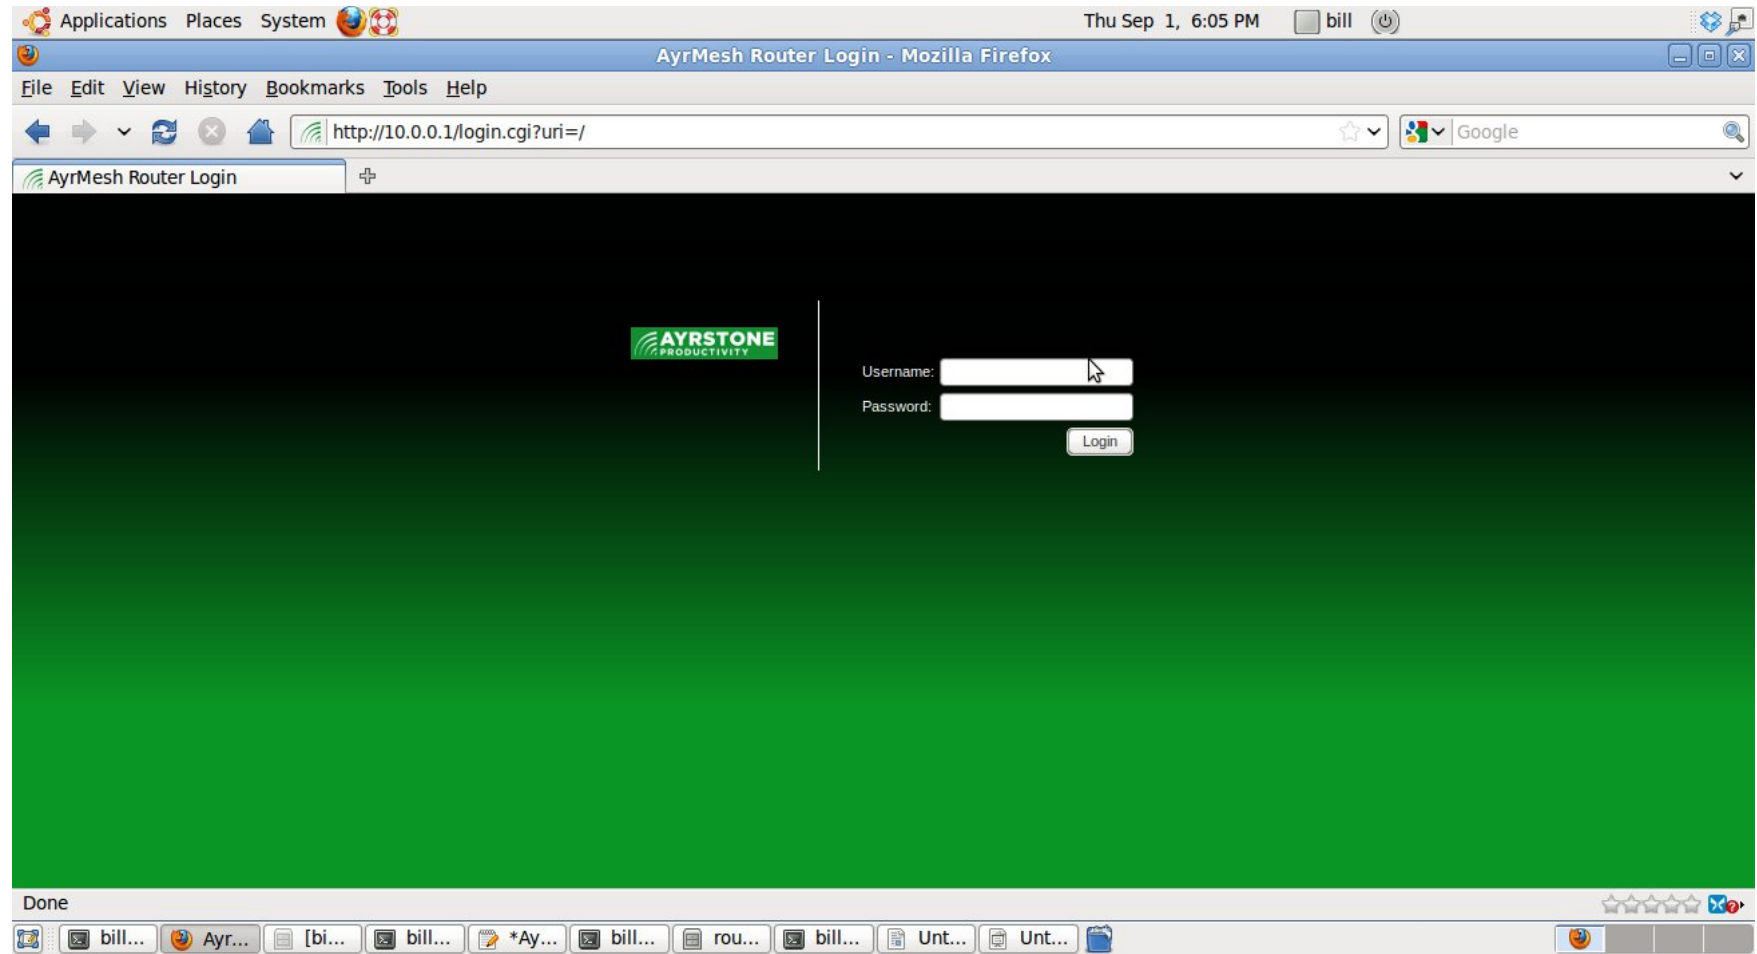 Applications Places System Thu Sep 1, 6:05 PM bill
AyrMesh Router Login - Mozilla Firefox
File Edit View History Bookmarks Tools Help
http://10.0.0.1/login.cgi?uri=/ Google
AyrMesh Router Login
AYRSTONE
PRODUCTIVITY
Username:
Password:
Login
Done
bill... Ayr... [bi... bill... *Ay... bill... rou... bill... Unt... Unt...